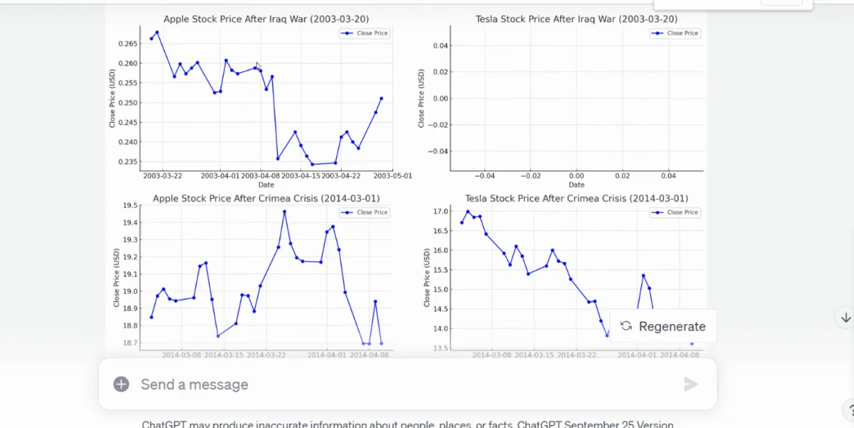 Apple Stock Price After Iraq War (2003-03-20)
Close Price
Close Price (USD)
0.265
0.260
0.255
0.250
0.245
0.240
0.235
2003-03-22 2003-04-01 2003-04-08 2003-04-15 2003-04-22 2003-05-01
Date
Tesla Stock Price After Iraq War (2003-03-20)
Close Price
Close Price (USD)
0.04
0.02
0.00
−0.02
−0.04
−0.04 −0.02 0.00 0.02 0.04
Date
Apple Stock Price After Crimea Crisis (2014-03-01)
Close Price
Close Price (USD)
19.5
19.4
19.3
19.2
19.1
19.0
18.9
18.8
18.7
2014-03-08 2014-03-15 2014-03-22 2014-04-01 2014-04-08
Tesla Stock Price After Crimea Crisis (2014-03-01)
Close Price
Close Price (USD)
17.0
16.5
16.0
15.5
15.0
14.5
14.0
13.5
2014-03-08 2014-03-15 2014-03-22 2014-04-01 2014-04-08
Regenerate
Send a message
ChatGPT may produce inaccurate information about people, places, or facts. ChatGPT September 25 Version